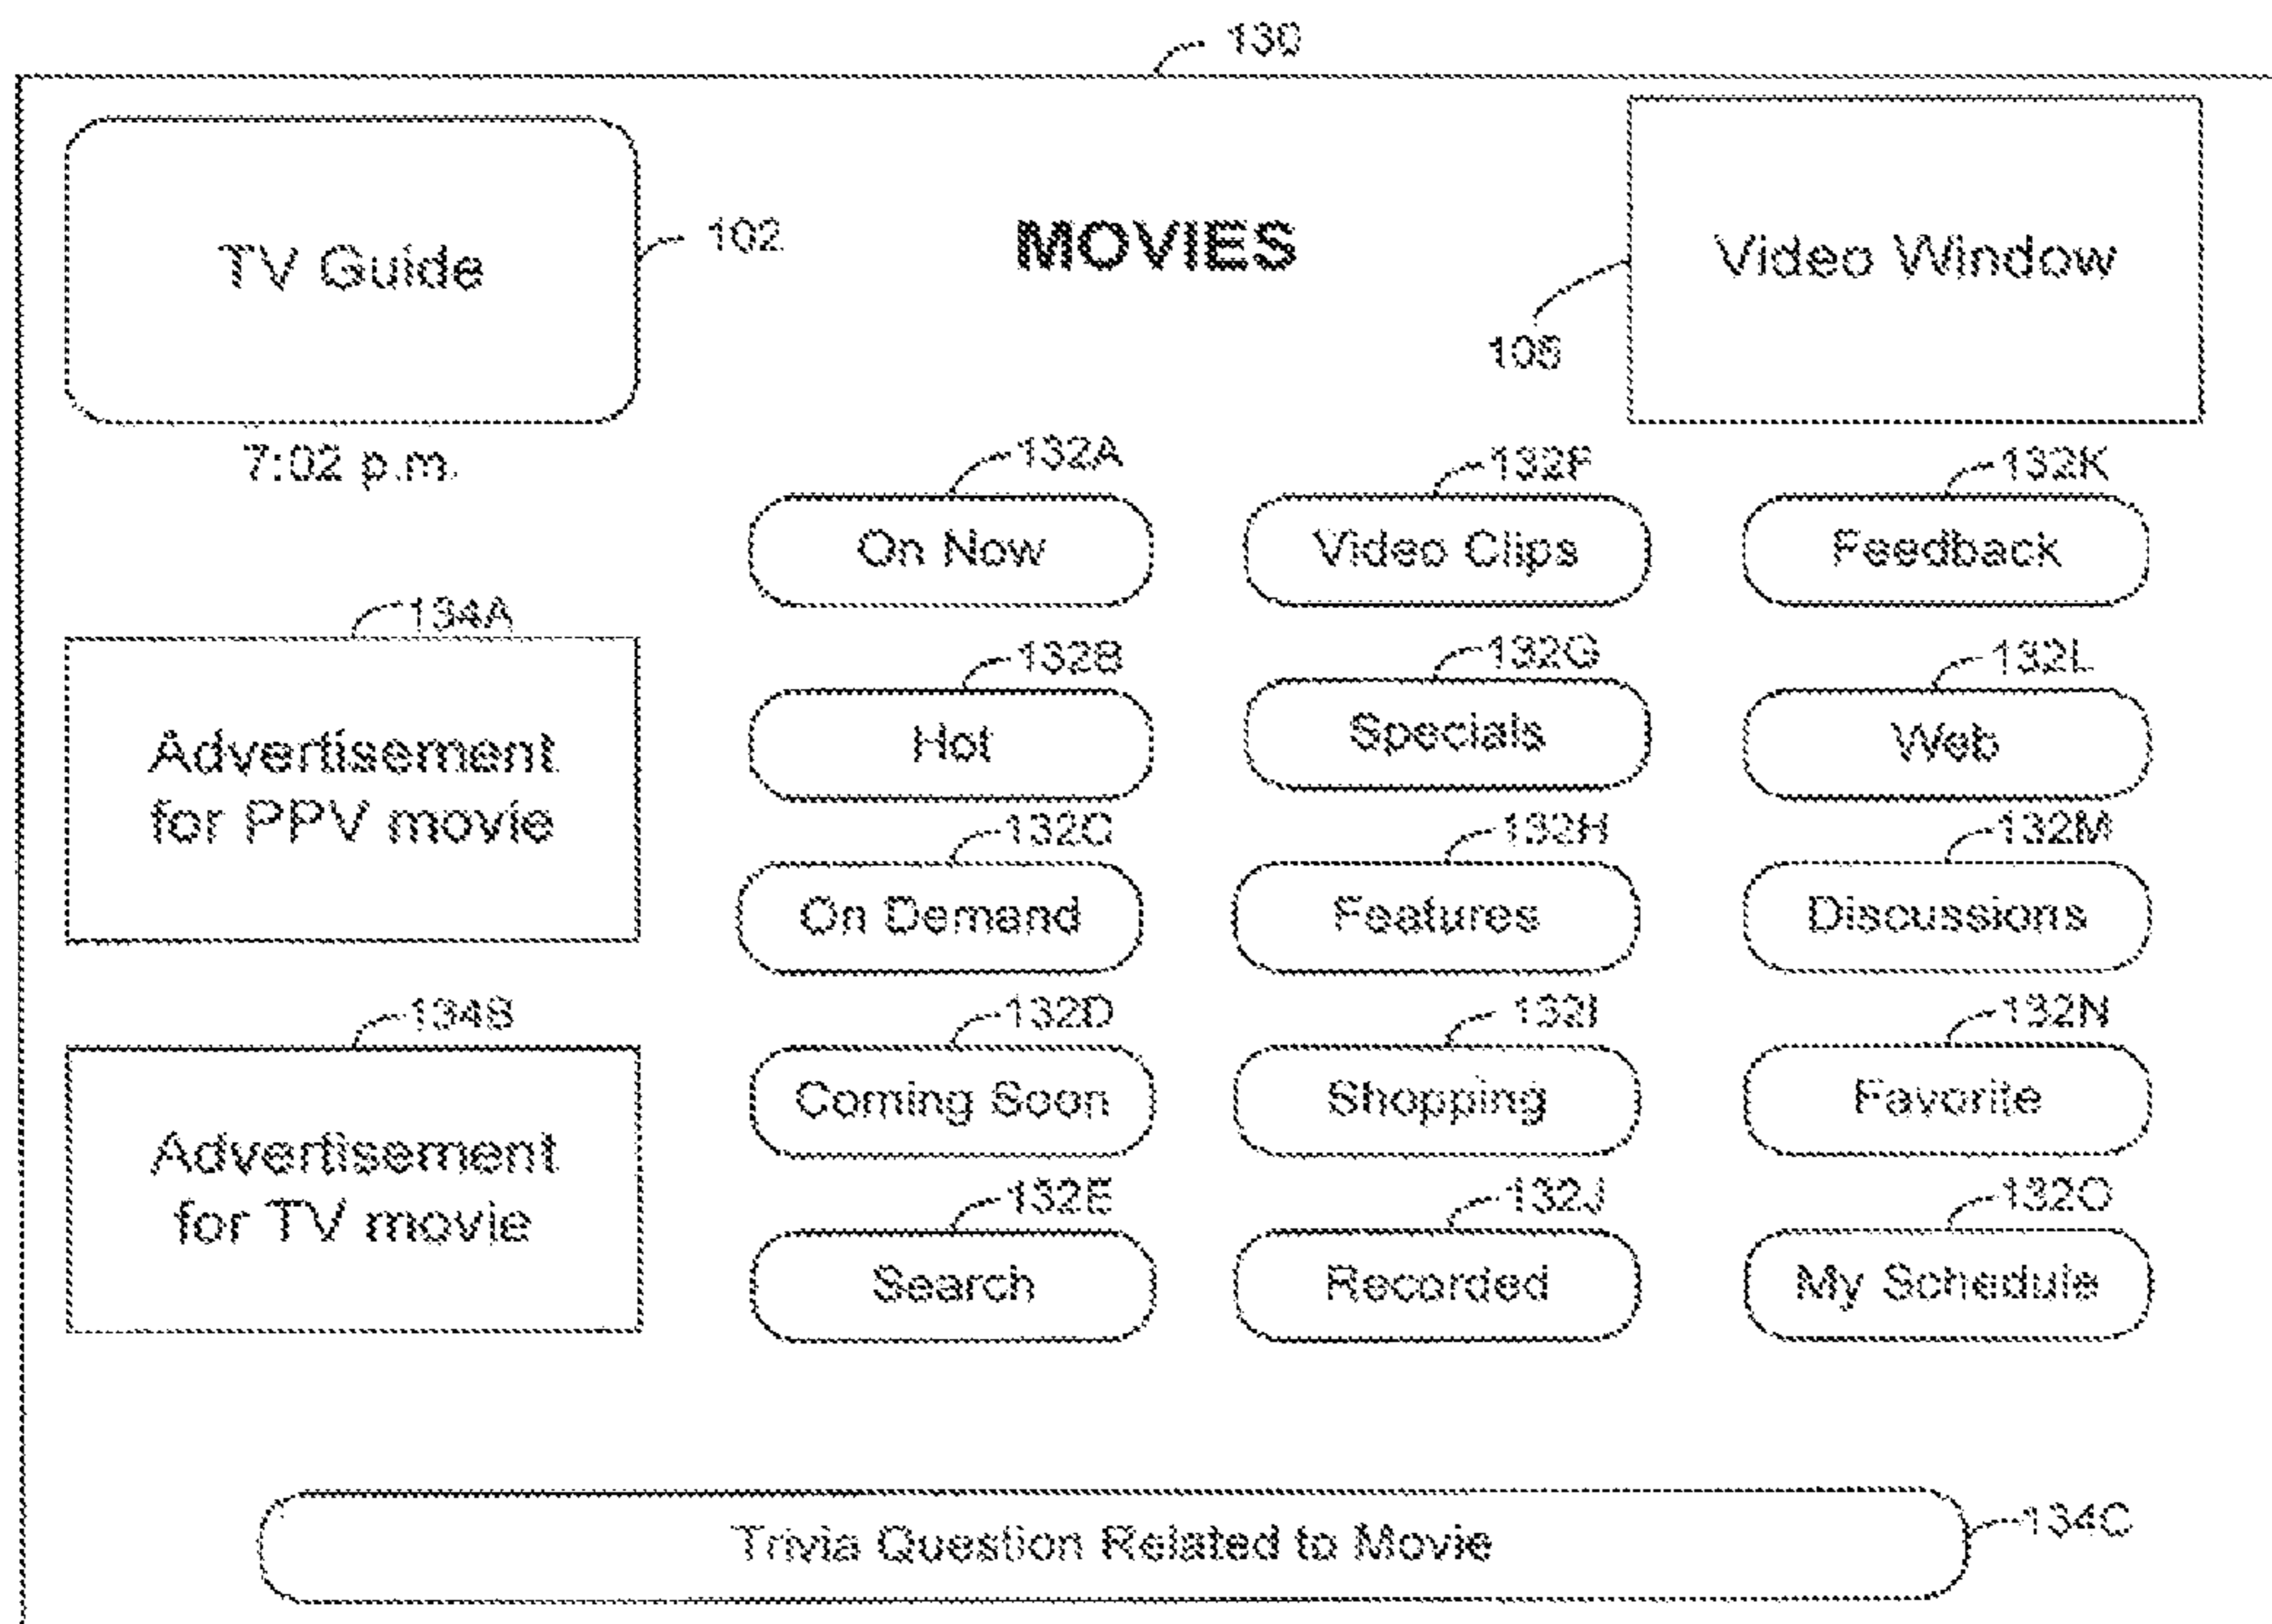 130
TV Guide
102
MOVIES
Video Window
7:02 p.m.
132A
132F
132K
On Now
Video Clips
Feedback
134A
132B
132G
132L
Advertisement
for PPV movie
Hot
Specials
Web
132C
132H
132M
On Demand
Features
Discussions
134B
132D
132I
132N
Advertisement
for TV movie
Coming Soon
Shopping
Favorite
132E
132J
132O
Search
Recorded
My Schedule
Trivia Question Related to Movie
134C